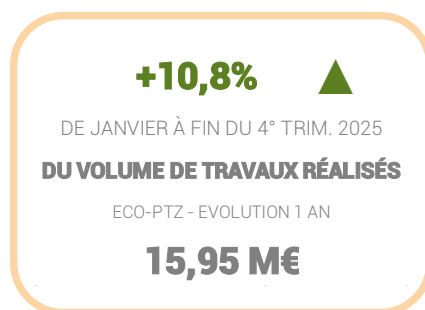 +10,8%
DE JANVIER À FIN DU 4° TRIM. 2025
DU VOLUME DE TRAVAUX RÉALISÉS
ECO-PTZ - EVOLUTION 1 AN
15,95 M€